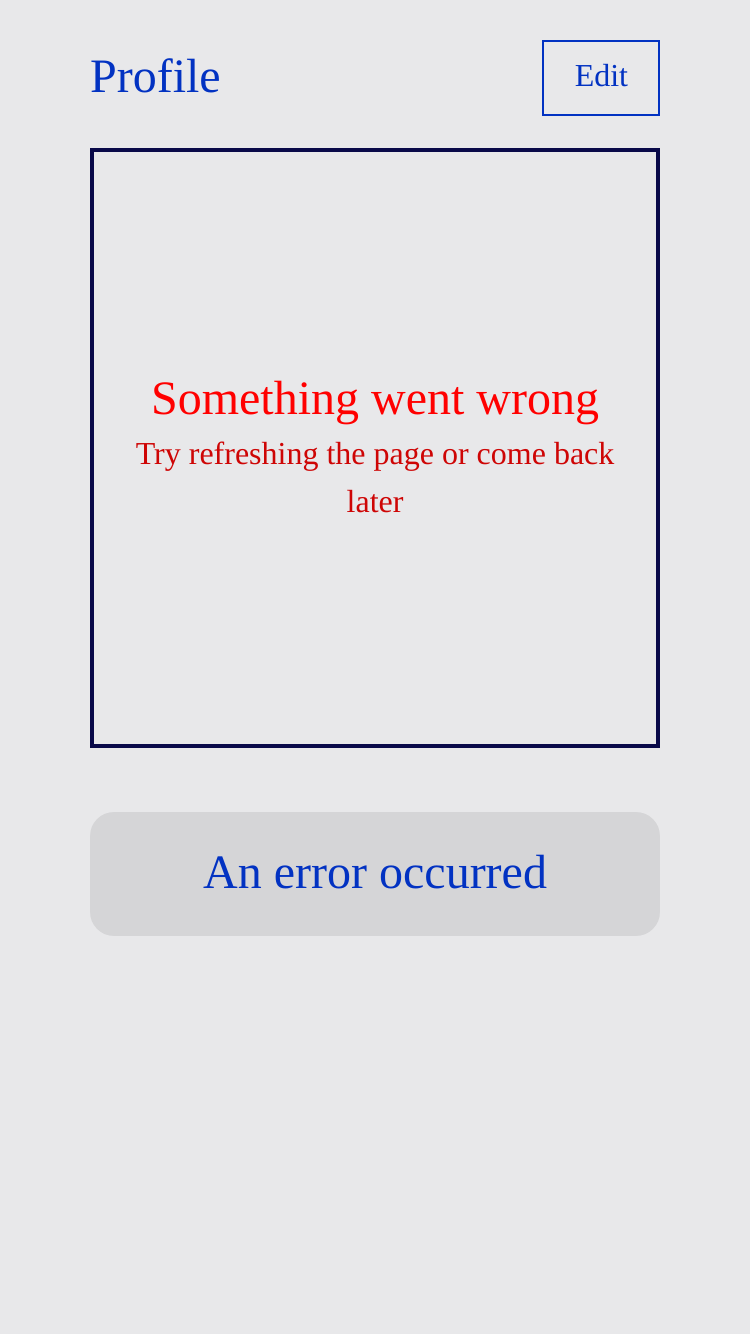 Profile
Edit
Something went wrong
Try refreshing the page or come back
later
An error occurred